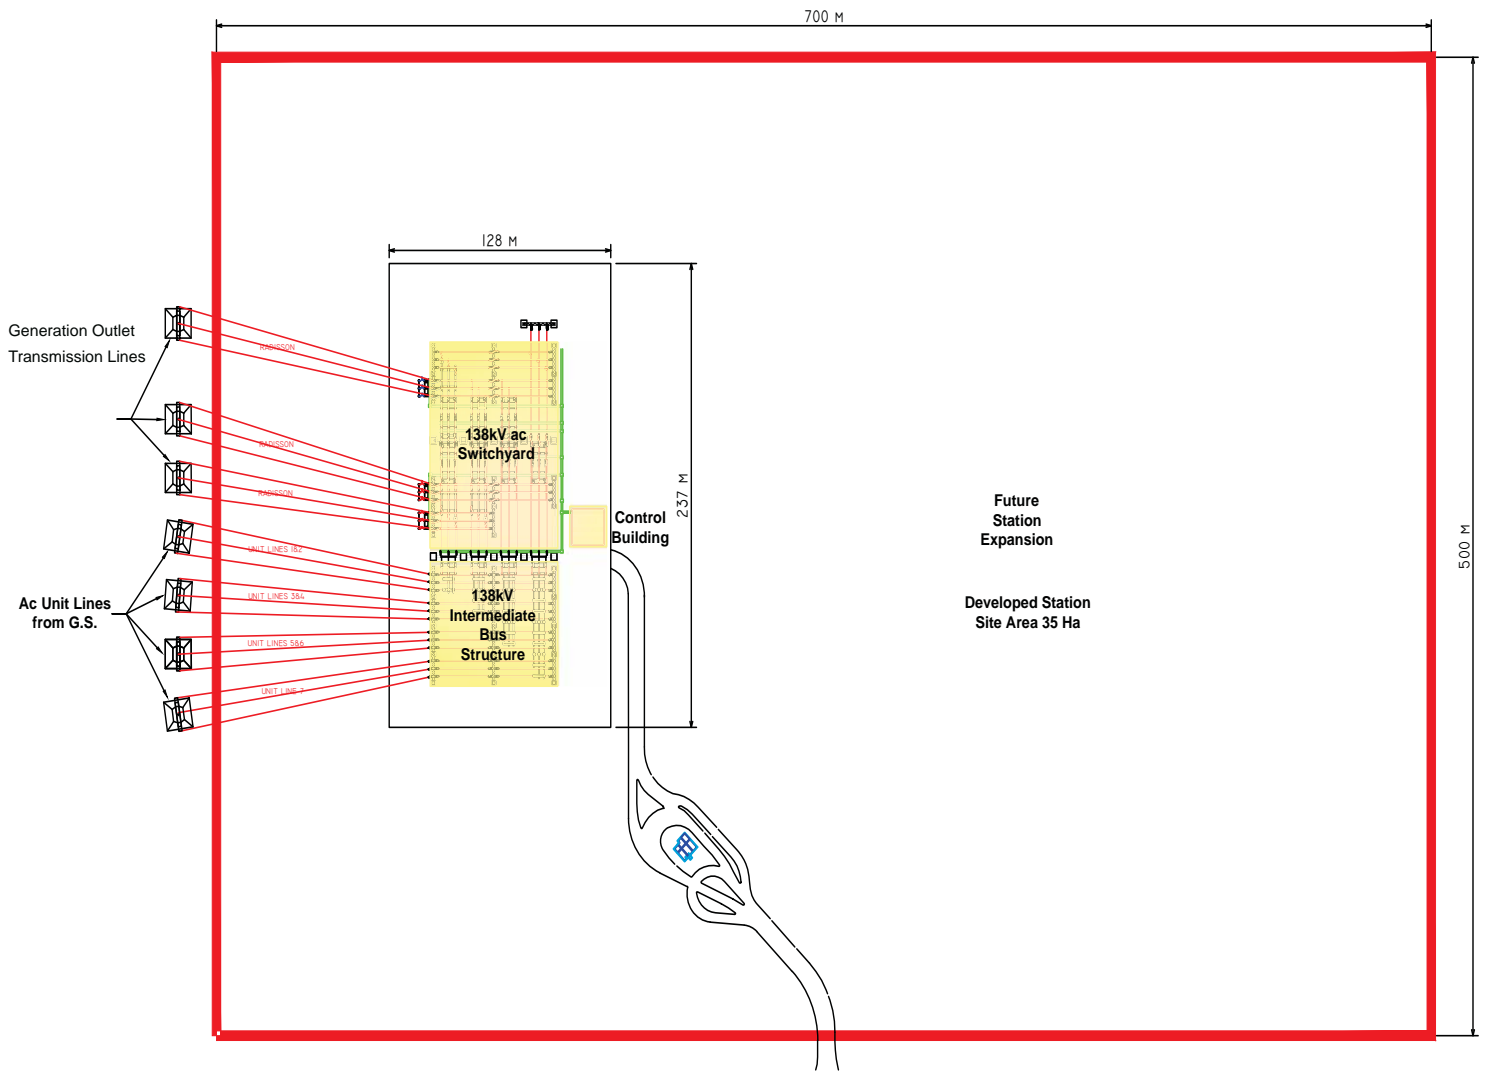 700 M
128 M
Generation Outlet
Transmission Lines
RADISSON
138kV ac
Switchyard
RADISSON
RADISSON
237 M
Control
Building
Future
Station
Expansion
500 M
UNIT LINES 1&2
138kV
Intermediate
Bus
Structure
UNIT LINES 3&4
Ac Unit Lines
from G.S.
Developed Station
Site Area 35 Ha
UNIT LINES 5&6
UNIT LINE 7